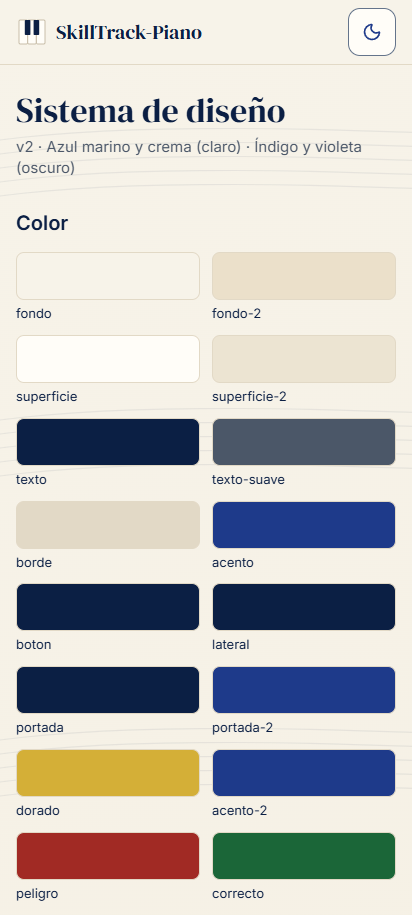 SkillTrack-Piano
Sistema de diseño
v2 · Azul marino y crema (claro) · Índigo y violeta
(oscuro)
Color
fondo
fondo-2
superficie
superficie-2
texto
texto-suave
borde
acento
boton
lateral
portada
portada-2
dorado
acento-2
peligro
correcto